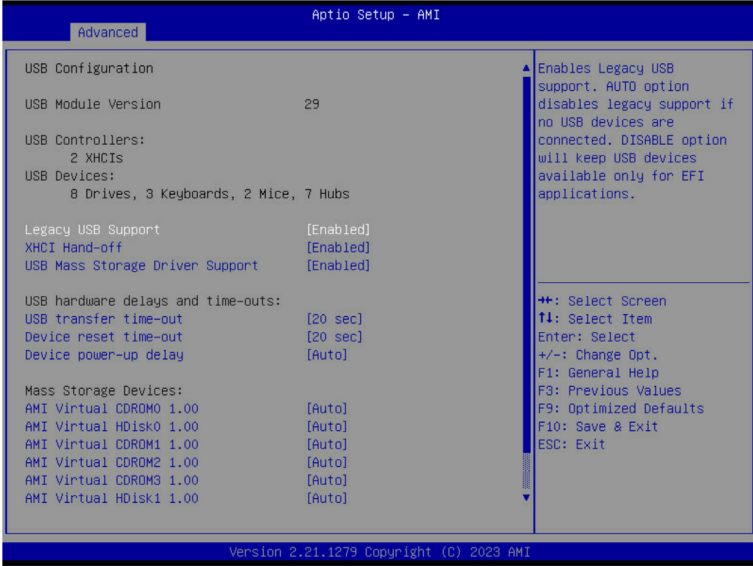 Aptio Setup – AMI
Advanced
USB Configuration
USB Module Version 29
USB Controllers:
2 XHCIs
USB Devices:
8 Drives, 3 Keyboards, 2 Mice, 7 Hubs
Legacy USB Support [Enabled]
XHCI Hand-off [Enabled]
USB Mass Storage Driver Support [Enabled]
USB hardware delays and time-outs:
USB transfer time-out [20 sec]
Device reset time-out [20 sec]
Device power-up delay [Auto]
Mass Storage Devices:
AMI Virtual CDROM0 1.00 [Auto]
AMI Virtual HDisk0 1.00 [Auto]
AMI Virtual CDROM1 1.00 [Auto]
AMI Virtual CDROM2 1.00 [Auto]
AMI Virtual CDROM3 1.00 [Auto]
AMI Virtual HDisk1 1.00 [Auto]
Enables Legacy USB
support. AUTO option
disables legacy support if
no USB devices are
connected. DISABLE option
will keep USB devices
available only for EFI
applications.
→←: Select Screen
↑↓: Select Item
Enter: Select
+/-: Change Opt.
F1: General Help
F3: Previous Values
F9: Optimized Defaults
F10: Save & Exit
ESC: Exit
Version 2.21.1279 Copyright (C) 2023 AMI